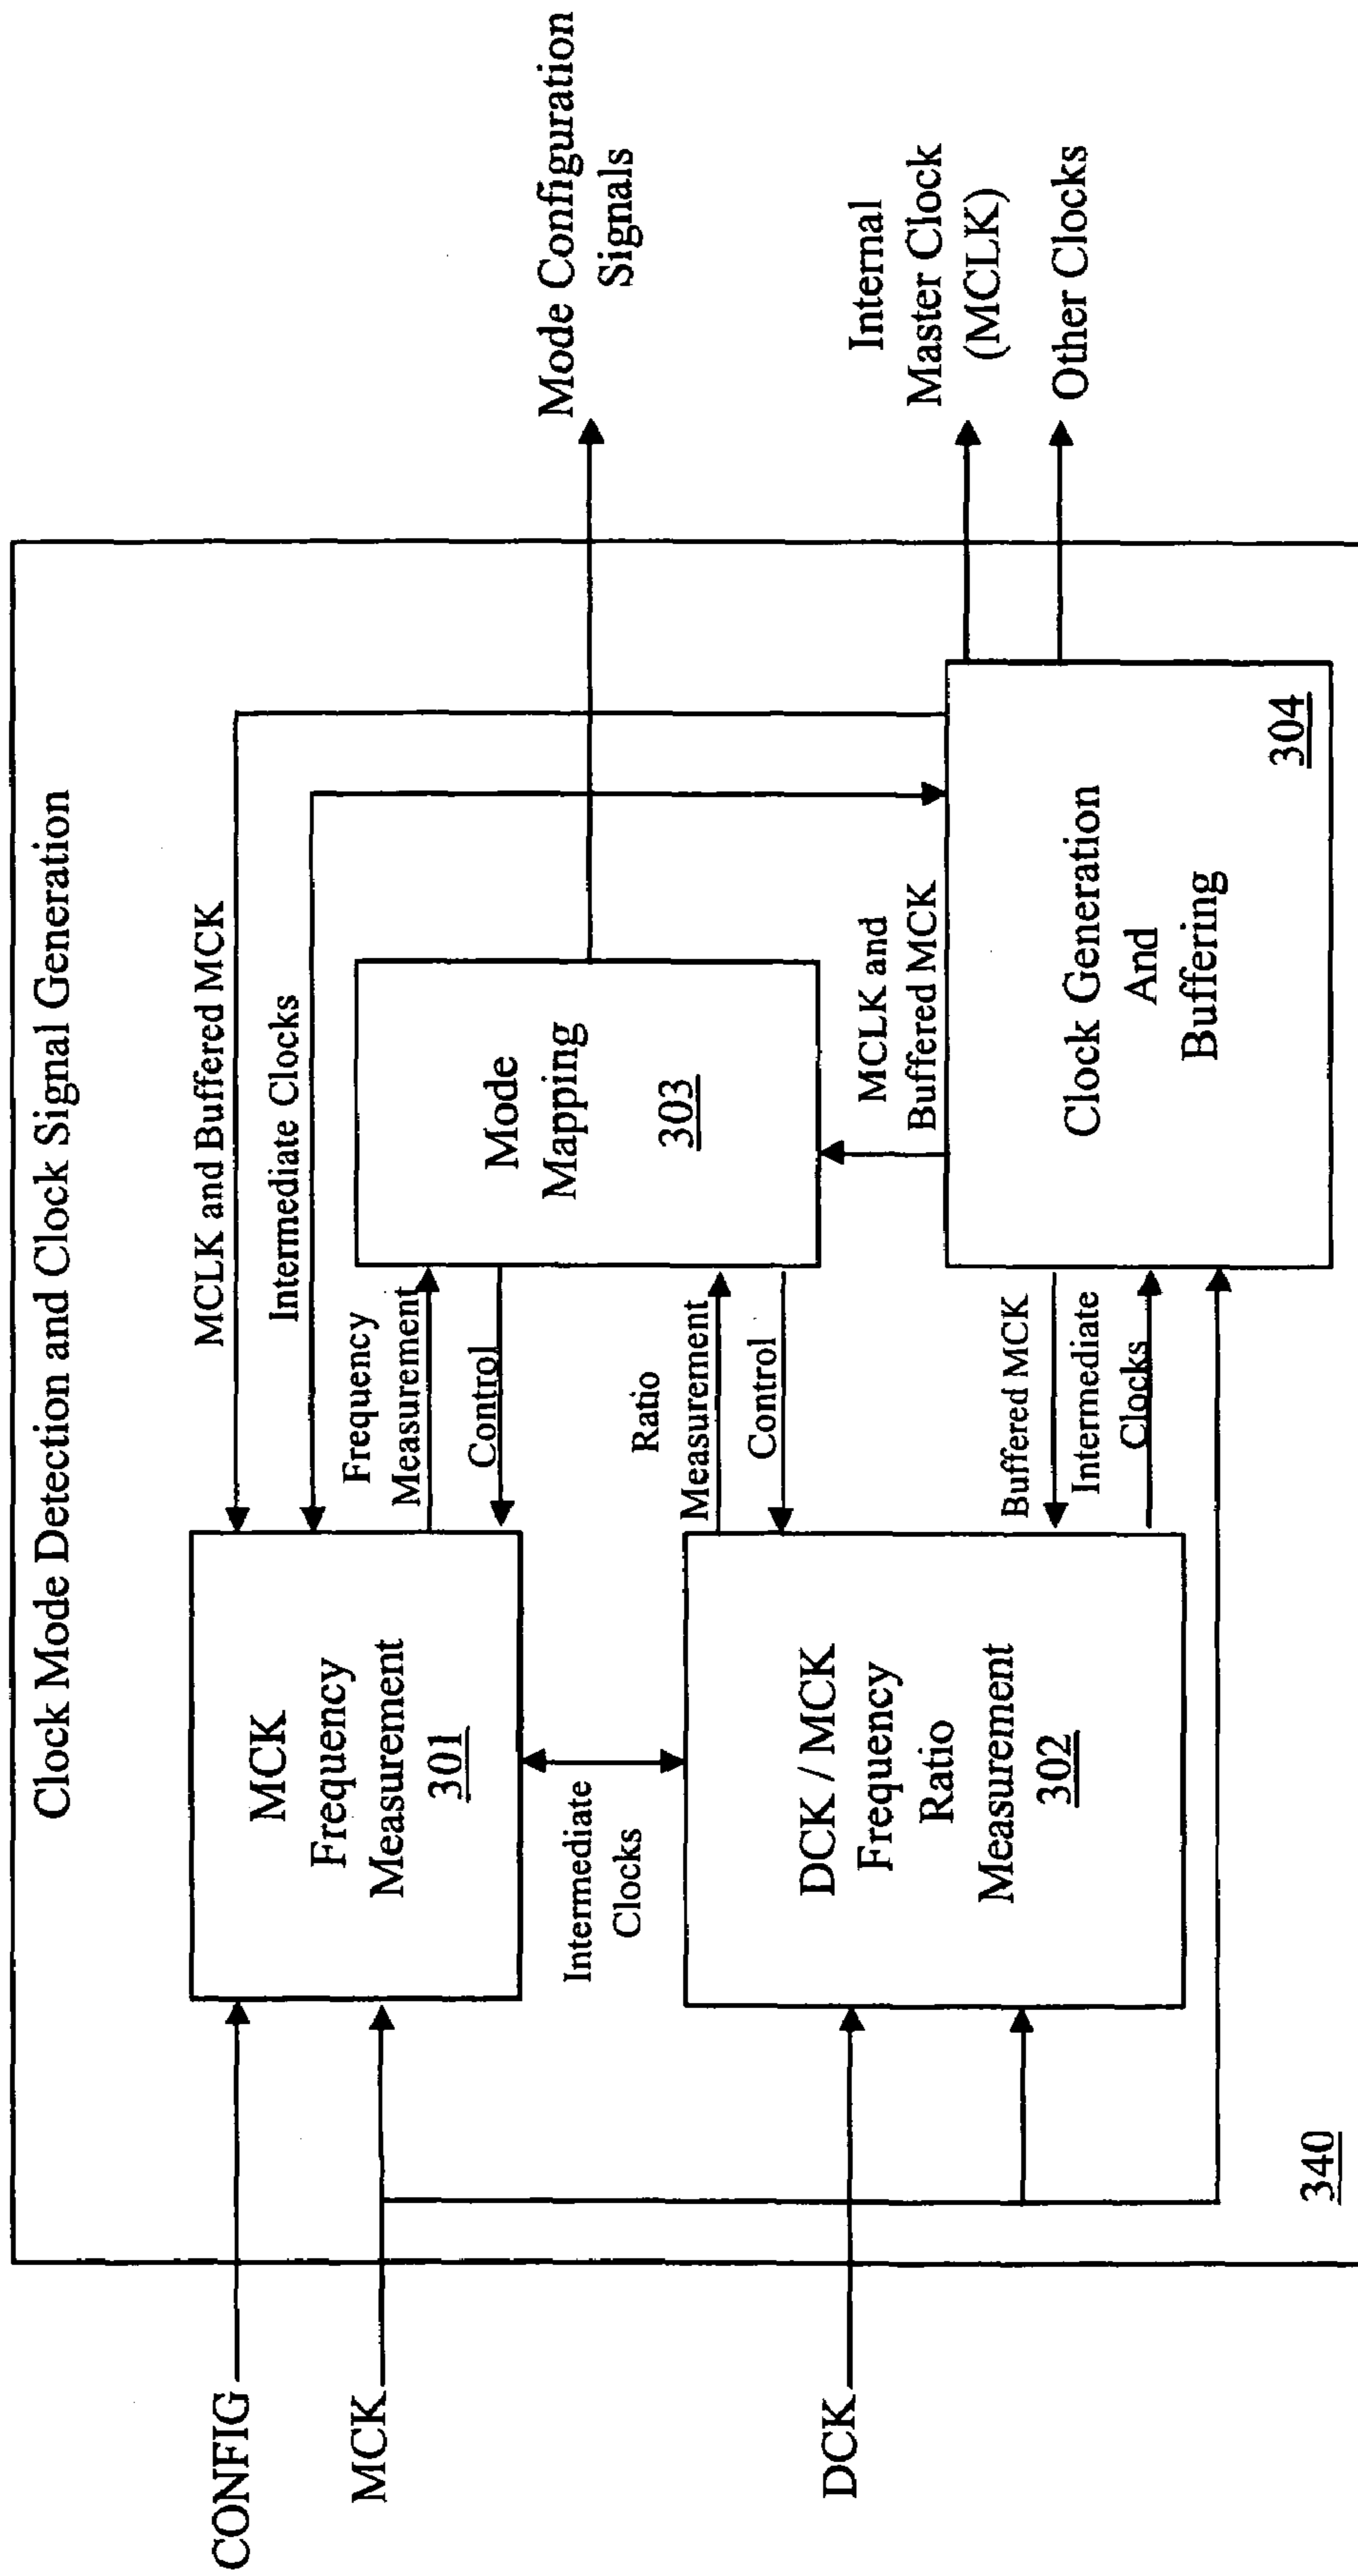 Clock Mode Detection and Clock Signal Generation
CONFIG
MCK
DCK
MCLK and Buffered MCK
Intermediate Clocks
MCK
Frequency
Measurement
301
Frequency
Measurement
Control
Mode
Mapping
303
Mode Configuration
Signals
Intermediate
Clocks
DCK / MCK
Frequency
Ratio
Measurement
302
Ratio
Measurement
Control
MCLK and
Buffered MCK
Buffered MCK
Intermediate
Clocks
Clock Generation
And
Buffering
304
Internal
Master Clock
(MCLK)
Other Clocks
340